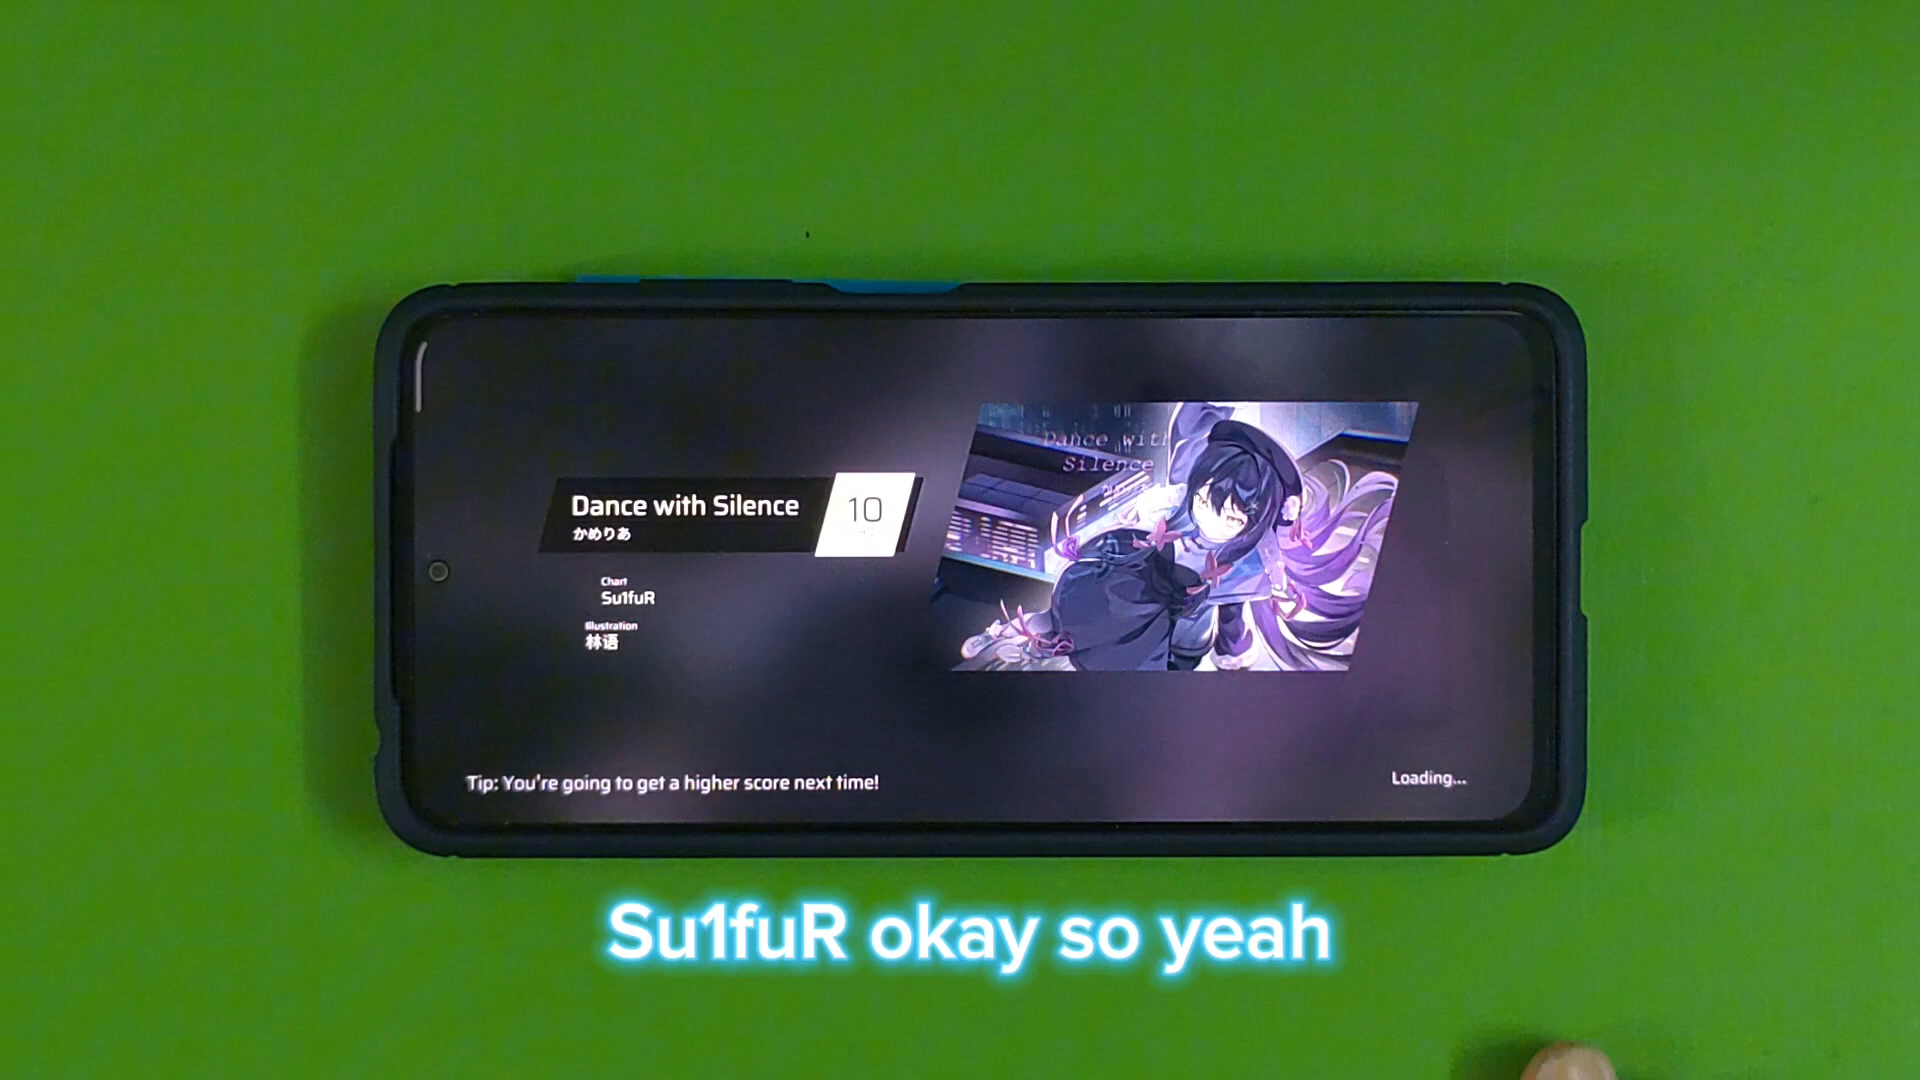 Dance with Silence
かめりあ
10
Chart
Su1fuR
Illustration
林语
Dance with
Silence
Tip: You're going to get a higher score next time!
Loading...
Su1fuR okay so yeah